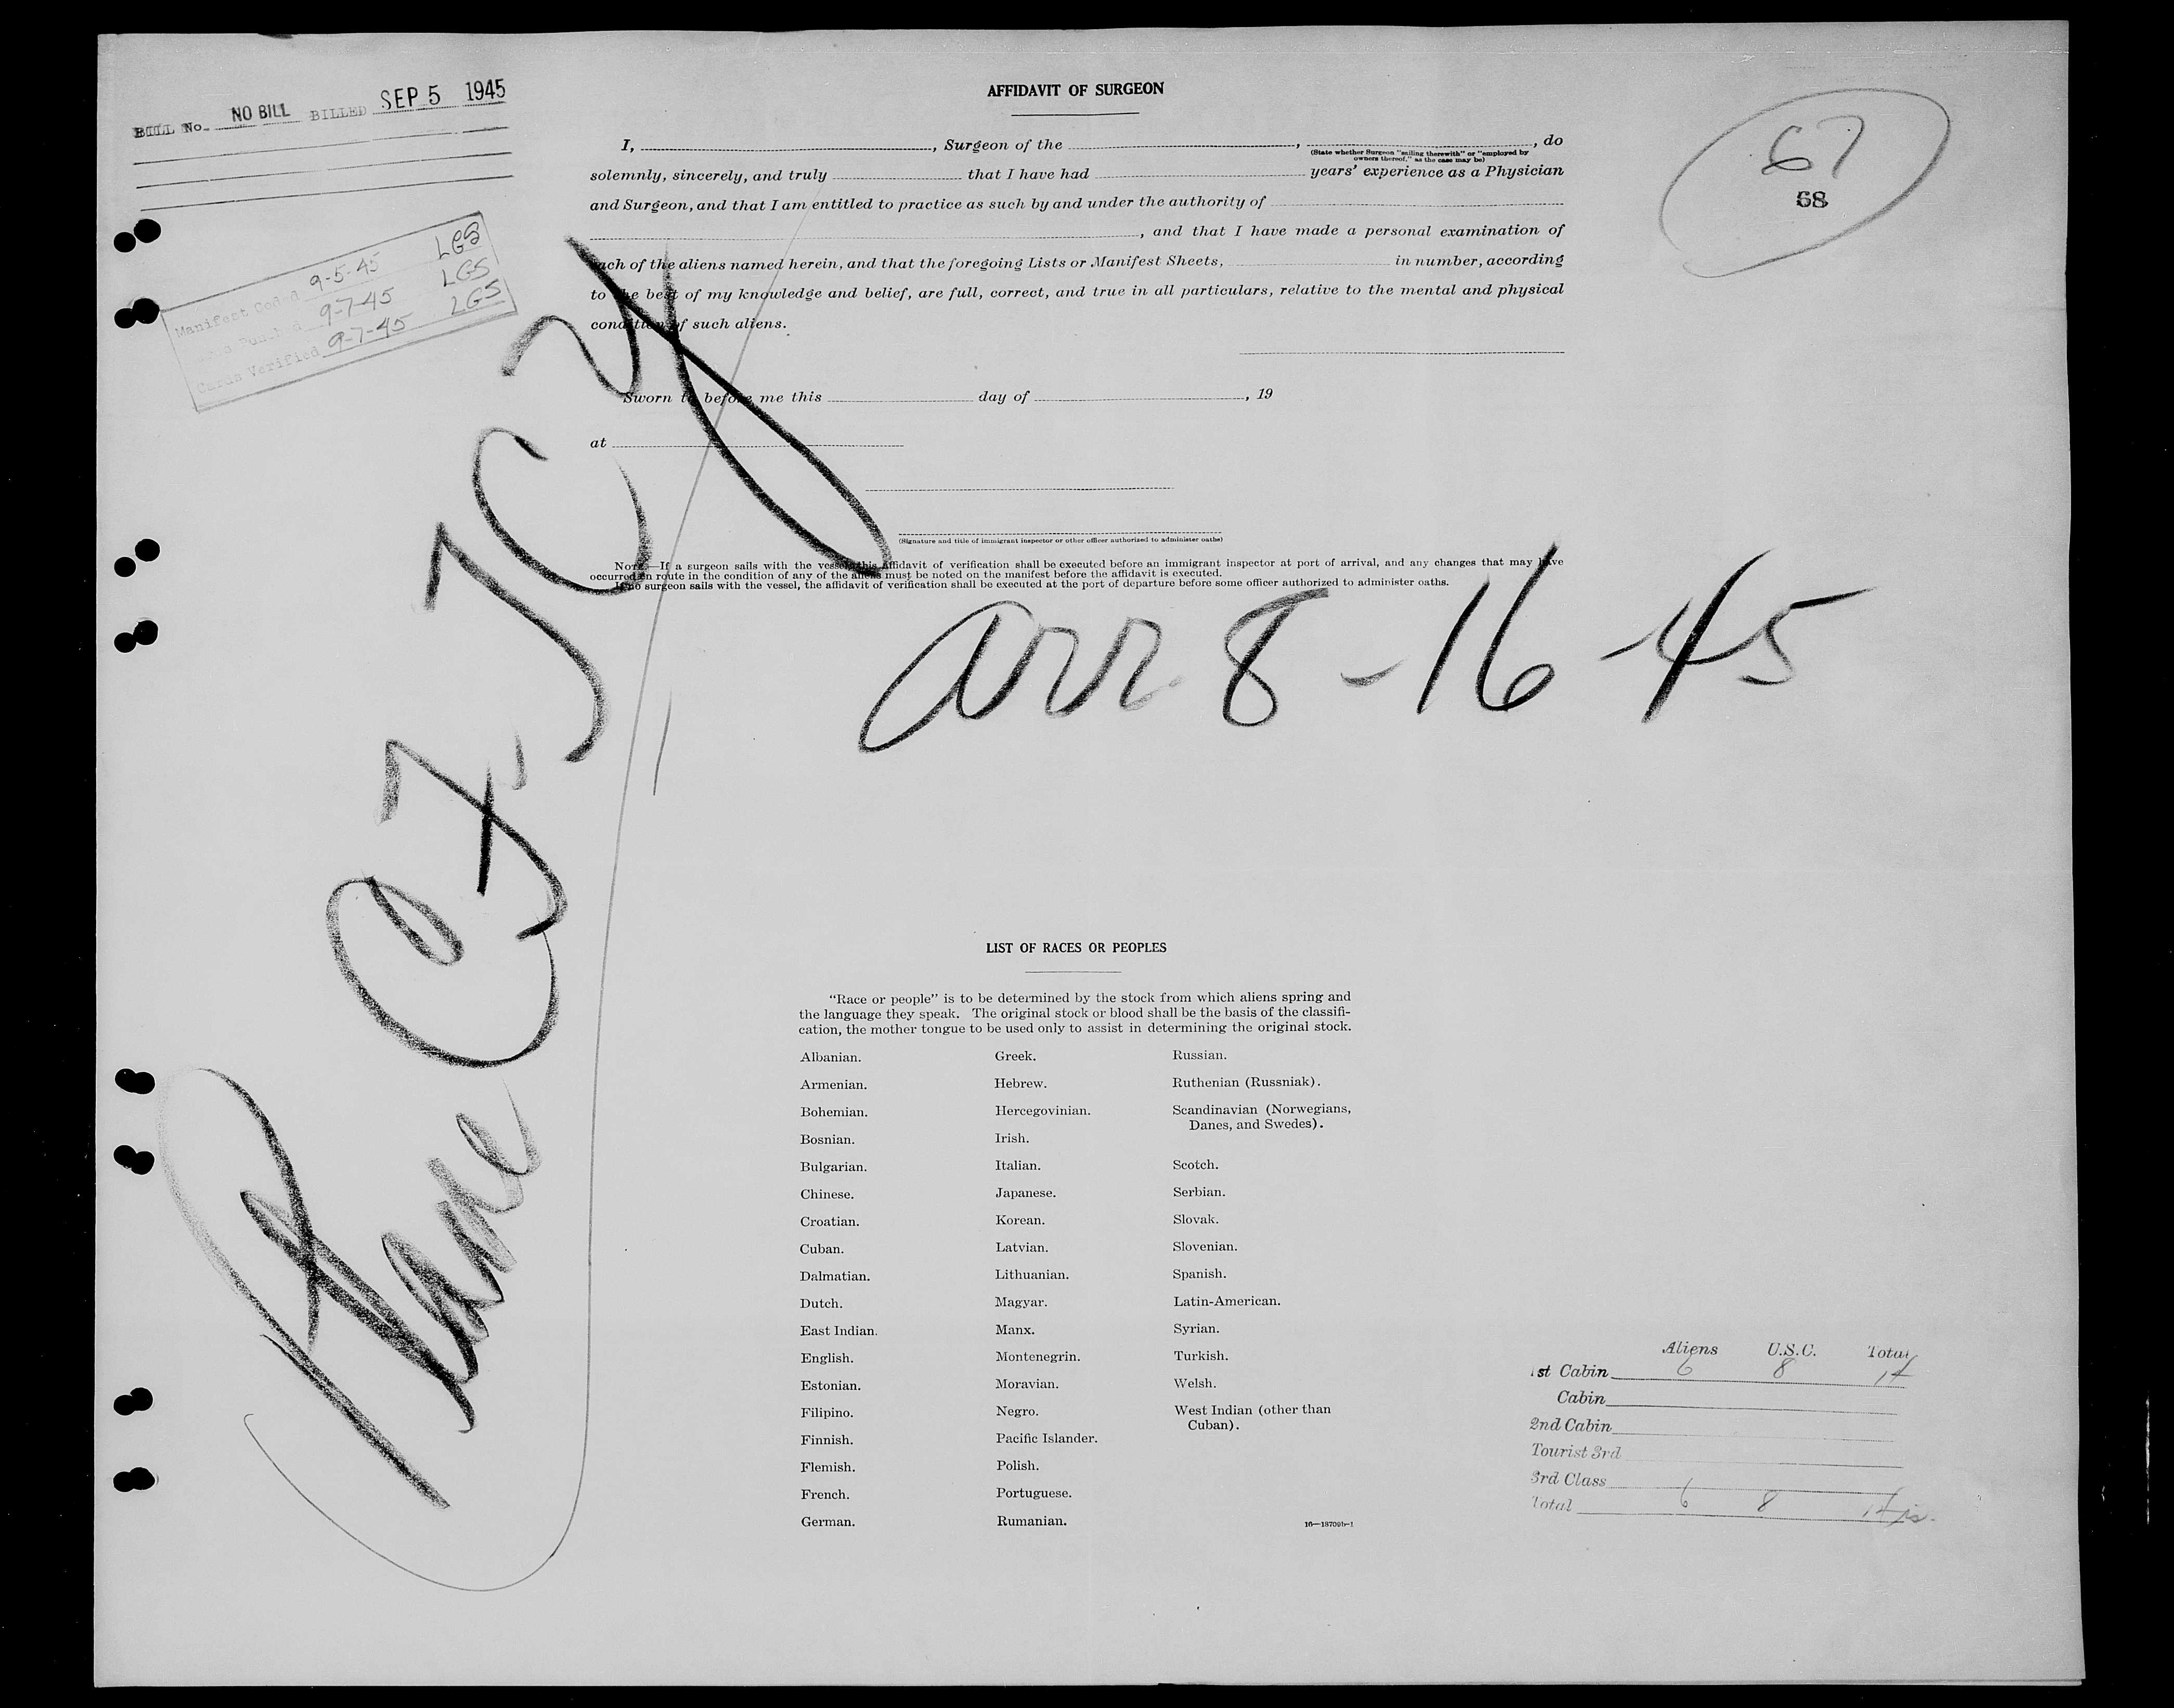 BILL No. NO BILL BILLED SEP 5 1945
Manifest Coded 9-5-45 LGS
Cards Punched 9-7-45 LGS
Cards Verified 9-7-45 LGS
67
68
AFFIDAVIT OF SURGEON
I, , Surgeon of the , , do
(State whether Surgeon "sailing therewith" or "employed by
owners thereof," as the case may be)
solemnly, sincerely, and truly that I have had years' experience as a Physician
and Surgeon, and that I am entitled to practice as such by and under the authority of
, and that I have made a personal examination of
each of the aliens named herein, and that the foregoing Lists or Manifest Sheets, in number, according
to the best of my knowledge and belief, are full, correct, and true in all particulars, relative to the mental and physical
condition of such aliens.
Sworn to before me this day of , 19
at
(Signature and title of immigrant inspector or other officer authorized to administer oaths)
NOTE.—If a surgeon sails with the vessel, this affidavit of verification shall be executed before an immigrant inspector at port of arrival, and any changes that may have
occurred en route in the condition of any of the aliens must be noted on the manifest before the affidavit is executed.
If no surgeon sails with the vessel, the affidavit of verification shall be executed at the port of departure before some officer authorized to administer oaths.
Plane
arr 8-16-45
LIST OF RACES OR PEOPLES
"Race or people" is to be determined by the stock from which aliens spring and
the language they speak. The original stock or blood shall be the basis of the classifi-
cation, the mother tongue to be used only to assist in determining the original stock.
Albanian.
Armenian.
Bohemian.
Bosnian.
Bulgarian.
Chinese.
Croatian.
Cuban.
Dalmatian.
Dutch.
East Indian.
English.
Estonian.
Filipino.
Finnish.
Flemish.
French.
German.
Greek.
Hebrew.
Hercegovinian.
Irish.
Italian.
Japanese.
Korean.
Latvian.
Lithuanian.
Magyar.
Manx.
Montenegrin.
Moravian.
Negro.
Pacific Islander.
Polish.
Portuguese.
Rumanian.
Russian.
Ruthenian (Russniak).
Scandinavian (Norwegians,
Danes, and Swedes).
Scotch.
Serbian.
Slovak.
Slovenian.
Spanish.
Latin-American.
Syrian.
Turkish.
Welsh.
West Indian (other than
Cuban).
16—18709b-1
Aliens U.S.C. Total
1st Cabin 6 8 14
Cabin
2nd Cabin
Tourist 3rd
3rd Class
Total 6 8 14